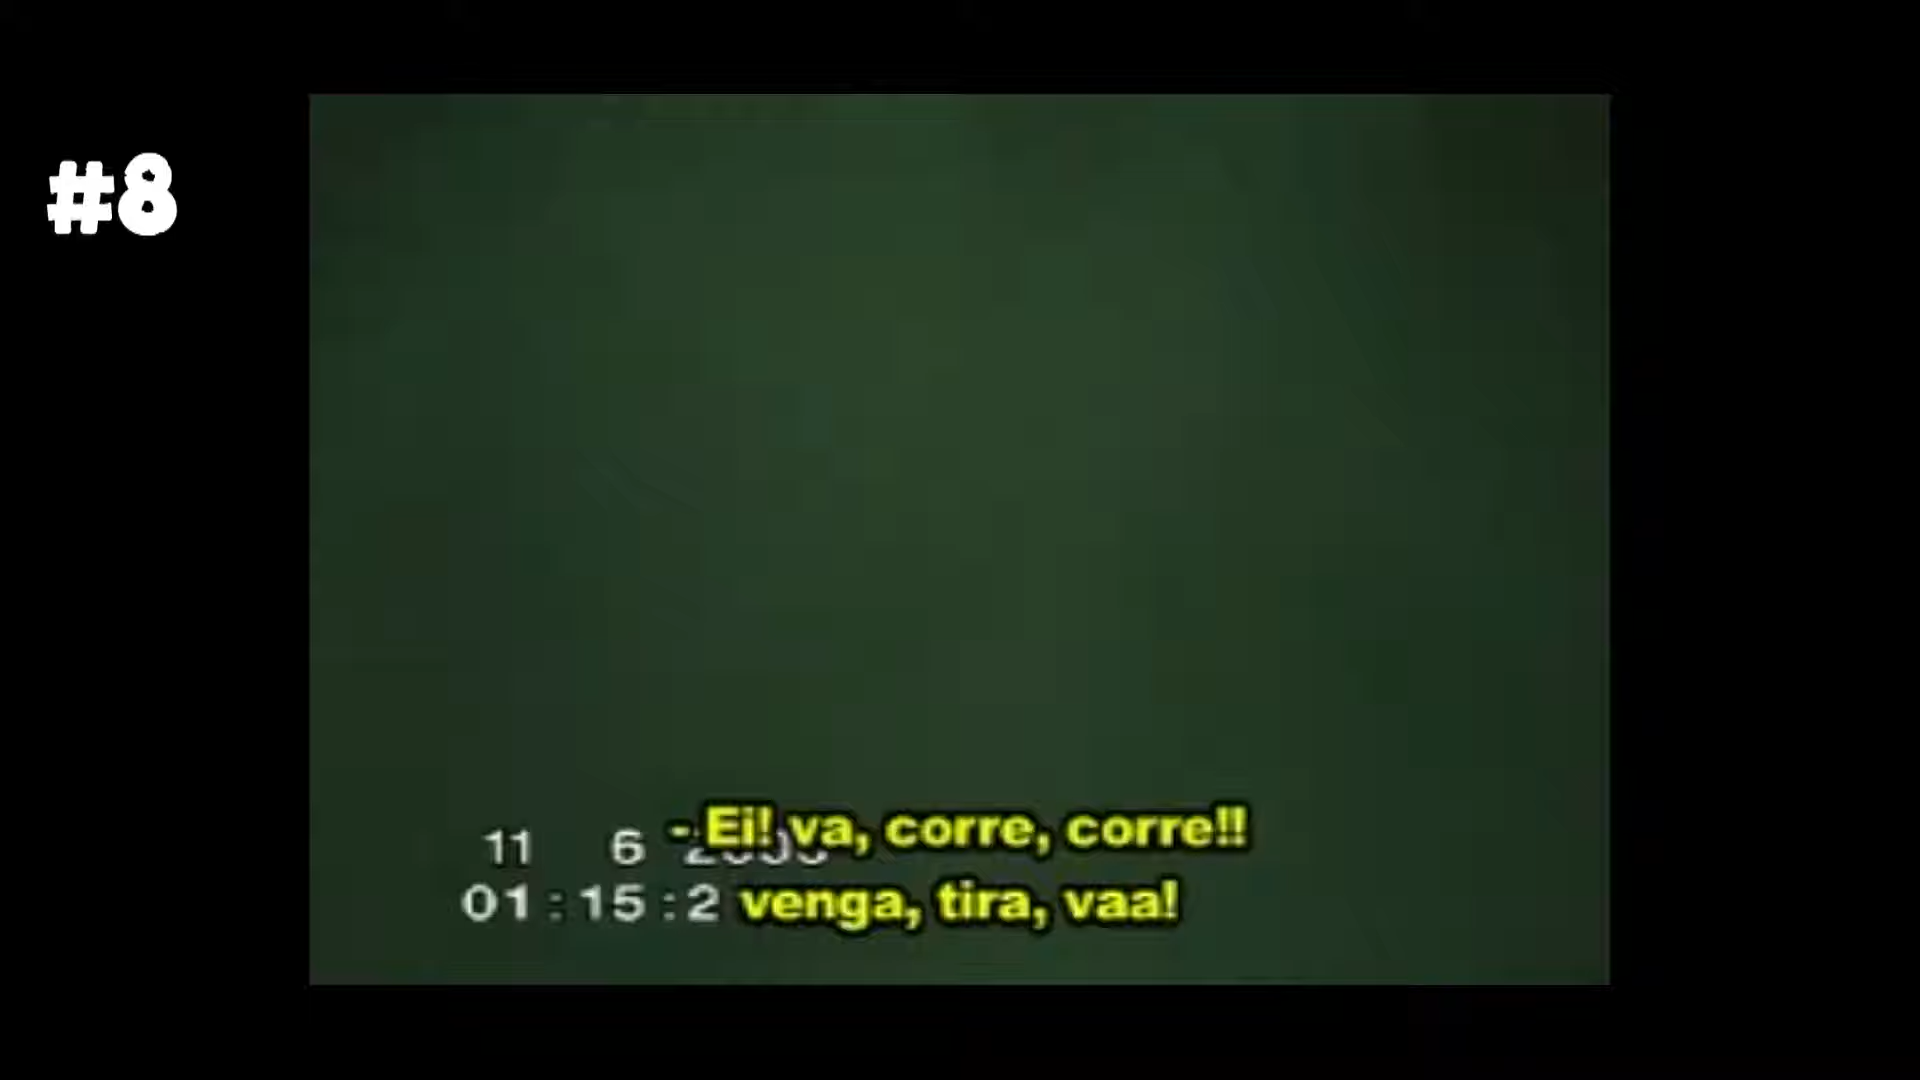 #8
- Ei! va, corre, corre!!
11 6
01:15:2 venga, tira, vaa!